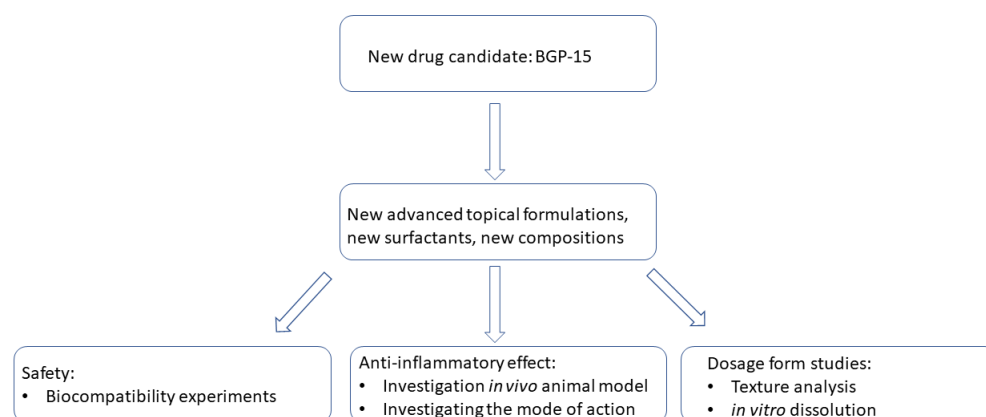 New drug candidate: BGP-15
New advanced topical formulations,
new surfactants, new compositions
Safety:
• Biocompatibility experiments
Anti-inflammatory effect:
• Investigation in vivo animal model
• Investigating the mode of action
Dosage form studies:
• Texture analysis
• in vitro dissolution